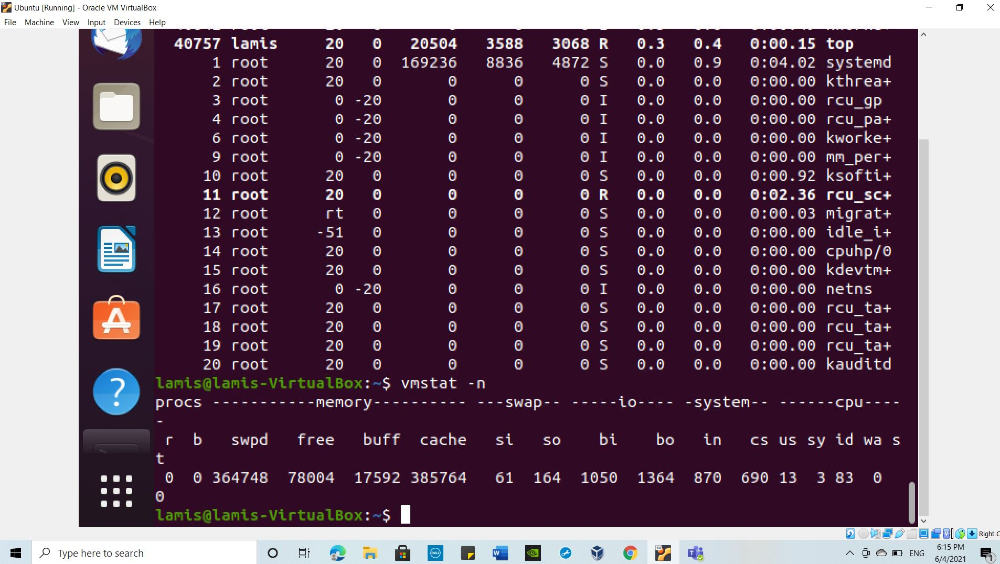 Ubuntu [Running] - Oracle VM VirtualBox
File Machine View Input Devices Help
40757 lamis 20 0 20504 3588 3068 R 0.3 0.4 0:00.15 top
1 root 20 0 169236 8836 4872 S 0.0 0.9 0:04.02 systemd
2 root 20 0 0 0 0 S 0.0 0.0 0:00.00 kthrea+
3 root 0 -20 0 0 0 I 0.0 0.0 0:00.00 rcu_gp
4 root 0 -20 0 0 0 I 0.0 0.0 0:00.00 rcu_pa+
6 root 0 -20 0 0 0 I 0.0 0.0 0:00.00 kworke+
9 root 0 -20 0 0 0 I 0.0 0.0 0:00.00 mm_per+
10 root 20 0 0 0 0 S 0.0 0.0 0:00.92 ksofti+
11 root 20 0 0 0 0 R 0.0 0.0 0:02.36 rcu_sc+
12 root rt 0 0 0 0 S 0.0 0.0 0:00.03 migrat+
13 root -51 0 0 0 0 S 0.0 0.0 0:00.00 idle_i+
14 root 20 0 0 0 0 S 0.0 0.0 0:00.00 cpuhp/0
15 root 20 0 0 0 0 S 0.0 0.0 0:00.00 kdevtm+
16 root 0 -20 0 0 0 I 0.0 0.0 0:00.00 netns
17 root 20 0 0 0 0 S 0.0 0.0 0:00.00 rcu_ta+
18 root 20 0 0 0 0 S 0.0 0.0 0:00.00 rcu_ta+
19 root 20 0 0 0 0 S 0.0 0.0 0:00.00 rcu_ta+
20 root 20 0 0 0 0 S 0.0 0.0 0:00.00 kauditd
lamis@lamis-VirtualBox:~$ vmstat -n
procs -----------memory---------- ---swap-- -----io---- -system-- ------cpu----
-
r b swpd free buff cache si so bi bo in cs us sy id wa s
t
0 0 364748 78004 17592 385764 61 164 1050 1364 870 690 13 3 83 0
0
lamis@lamis-VirtualBox:~$
Right C
Type here to search
DELL
W
64
ENG
6:15 PM
6/4/2021
1